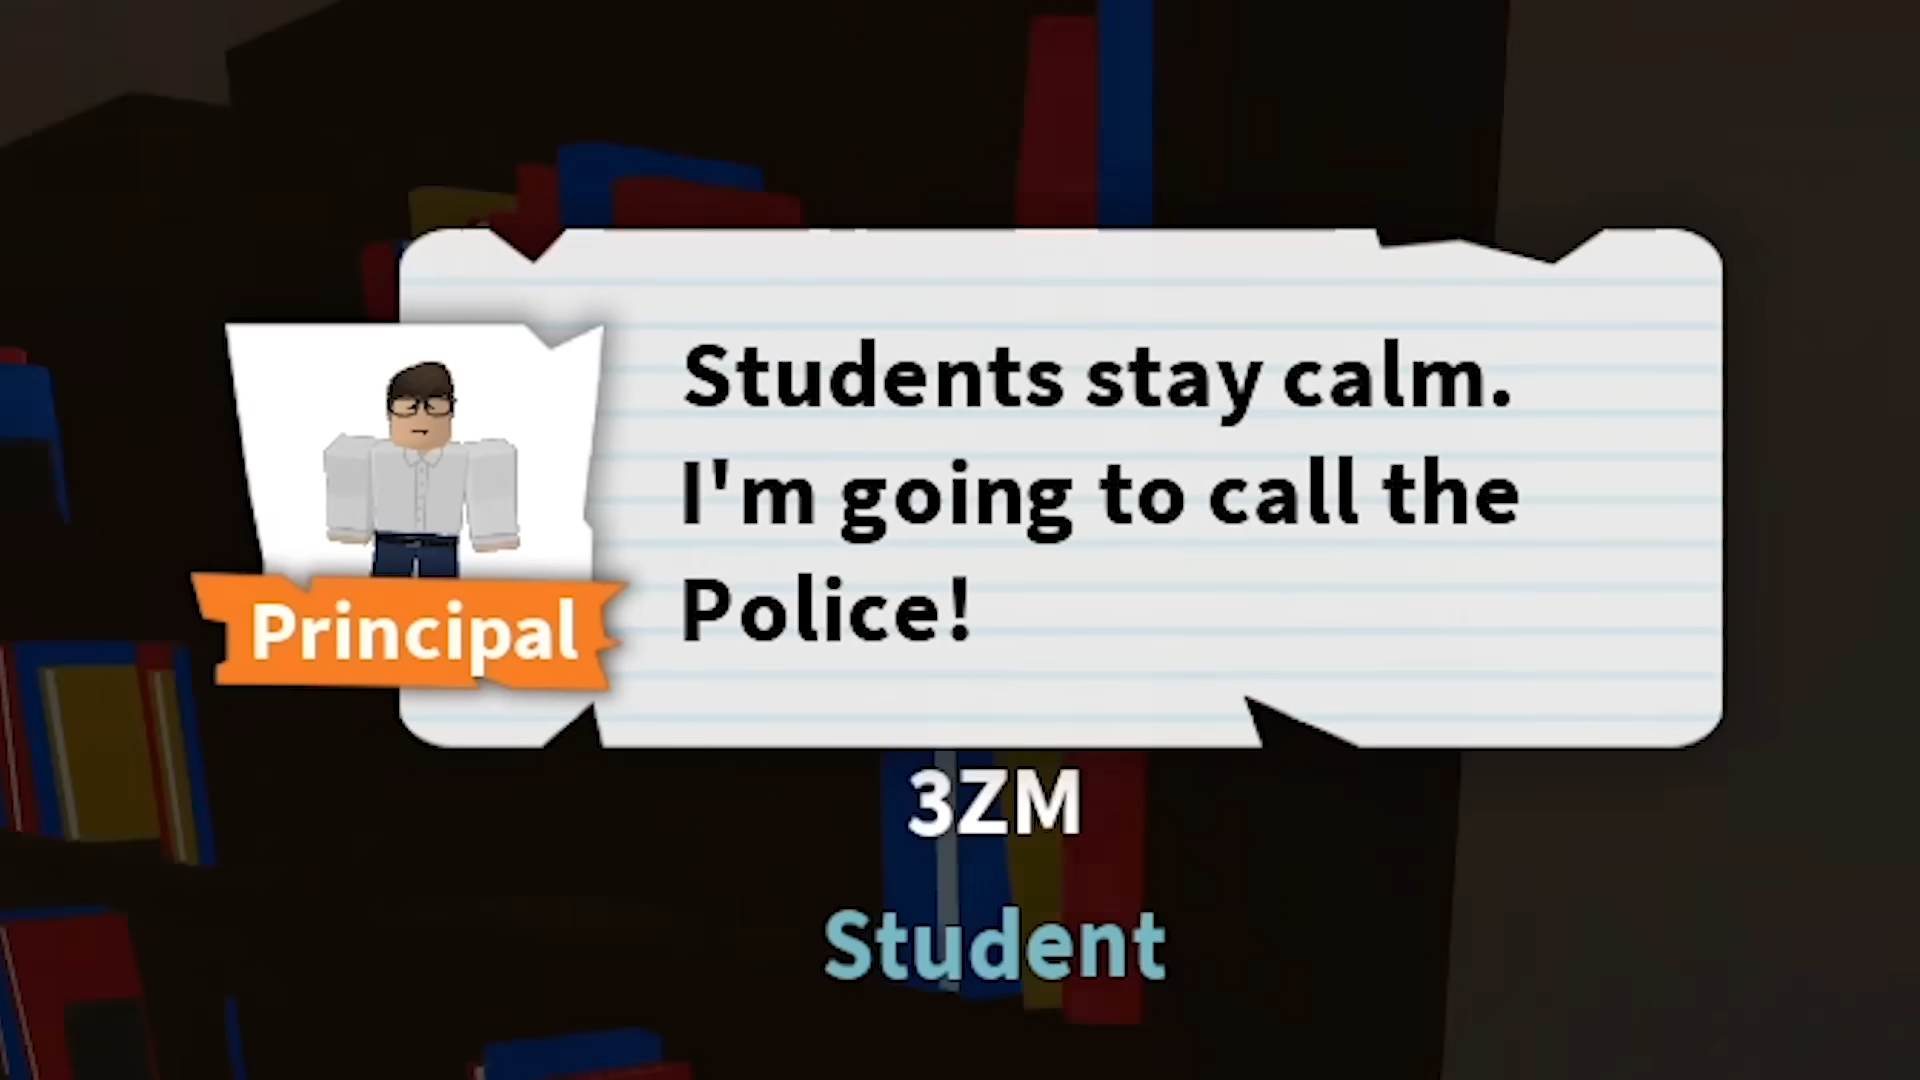 Students stay calm.
I'm going to call the
Police!
Principal
3ZM
Student